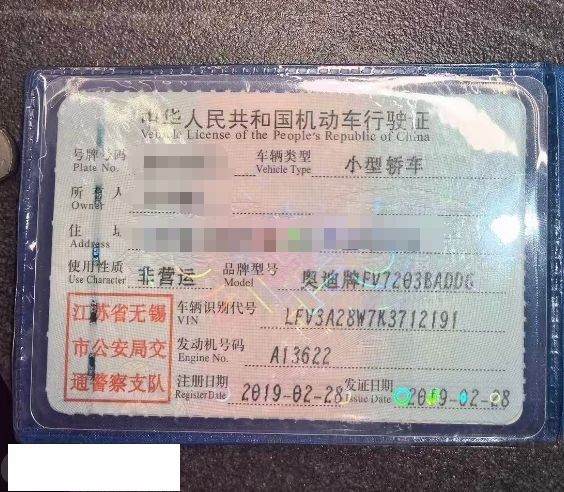 中华人民共和国机动车行驶证
Vehicle License of the People's Republic of China
号牌号码 车辆类型 小型轿车
Plate No. Vehicle Type
所有人
Owner
住 址
Address
使用性质 非营运 品牌型号 奥迪牌FV7203BADDG
Use Character Model
江苏省无锡
市公安局交
通警察支队
车辆识别代号 LFV3A28W7K3712191
VIN
发动机号码 A13622
Engine No.
注册日期 2019-02-28 发证日期 2019-02-28
Register Date Issue Date